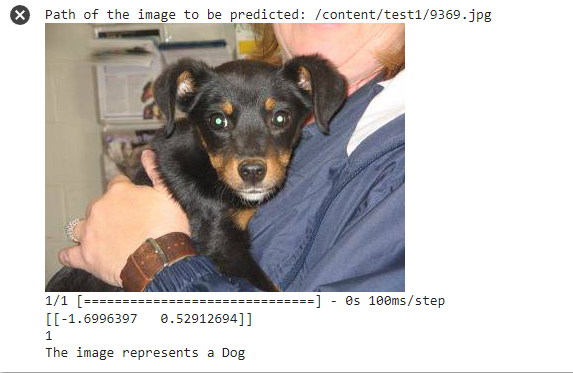 Path of the image to be predicted: /content/test1/9369.jpg
1/1 [==============================] - 0s 100ms/step
[[-1.6996397   0.52912694]]
1
The image represents a Dog